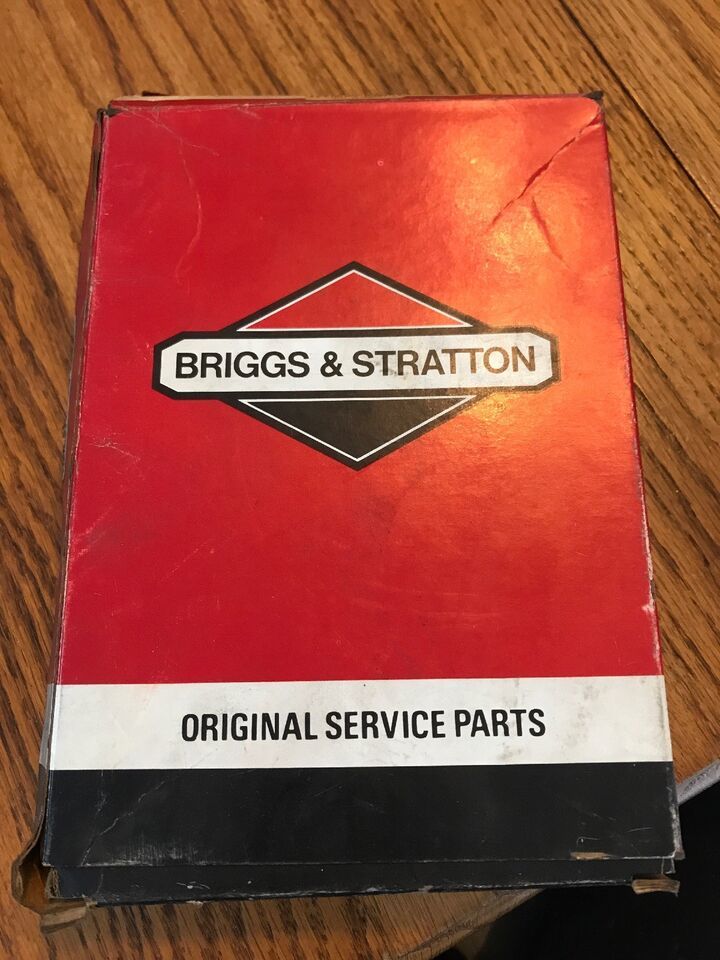 BRIGGS & STRATTON
ORIGINAL SERVICE PARTS